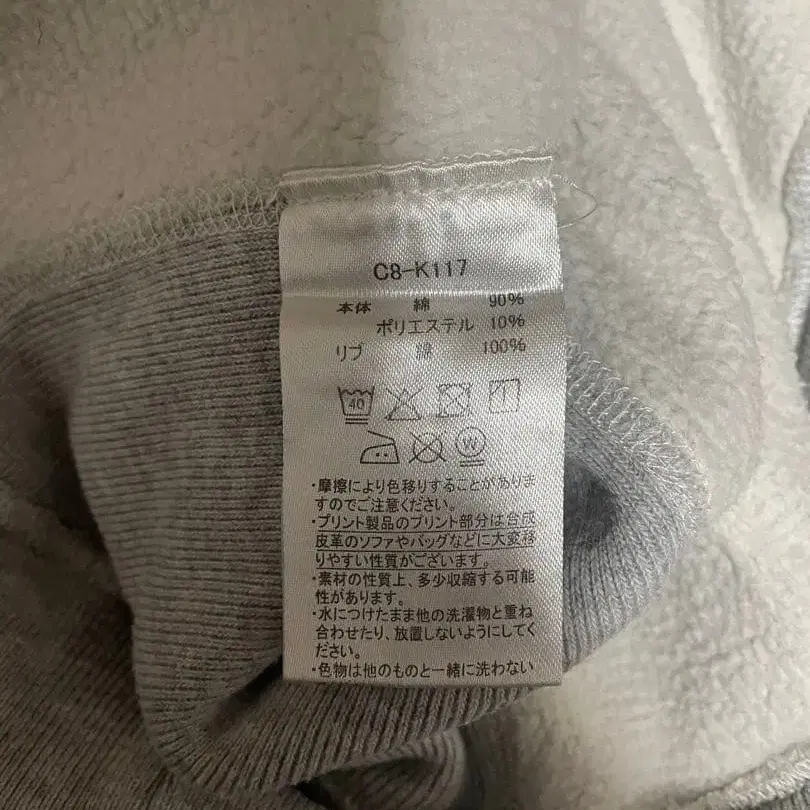 C8-K117
本体 綿 90%
ポリエステル 10%
リブ 綿 100%
40
W
・摩擦により色移りすることがありま
すのでご注意ください。
・プリント製品のプリント部分は合成
皮革のソファやバッグなどに大変移
りやすい性質がございます。
・素材の性質上、多少収縮する可能
性があります。
・水につけたまま他の洗濯物と重ね
合わせたり、放置しないようにしてく
ださい。
・色物は他のものと一緒に洗わない